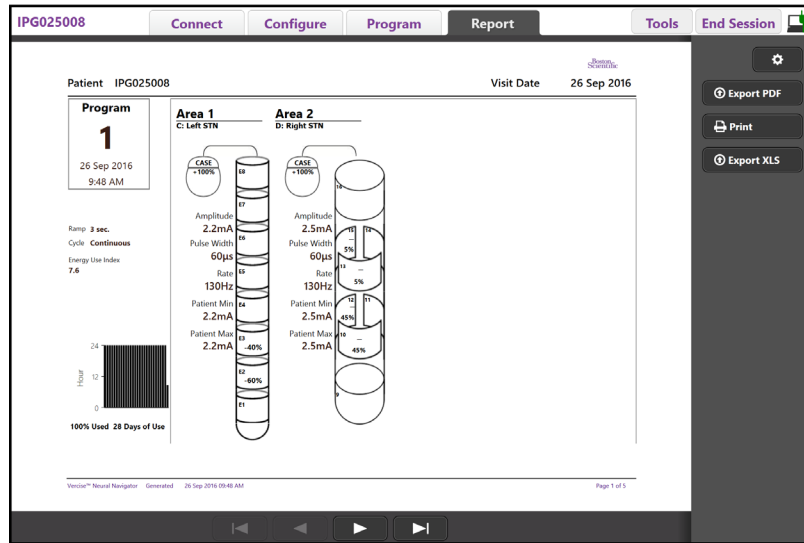 IPG025008
Connect
Configure
Program
Report
Tools
End Session
Boston
Scientific
Patient IPG025008
Visit Date 26 Sep 2016
Export PDF
Print
Export XLS
Program
1
26 Sep 2016
9:48 AM
Ramp 3 sec.
Cycle Continuous
Energy Use Index
7.6
24
12
0
Hour
100% Used 28 Days of Use
Area 1
C: Left STN
CASE
+100%
Amplitude
2.2mA
Pulse Width
60µs
Rate
130Hz
Patient Min
2.2mA
Patient Max
2.2mA
E8
E7
E6
E5
E4
E3
-40%
E2
-60%
E1
Area 2
D: Right STN
CASE
+100%
Amplitude
2.5mA
Pulse Width
60µs
Rate
130Hz
Patient Min
2.5mA
Patient Max
2.5mA
16
15 14
–
5%
13
–
5%
12 11
–
45%
10
–
45%
9
Vercise™ Neural Navigator Generated 26 Sep 2016 09:48 AM
Page 1 of 5